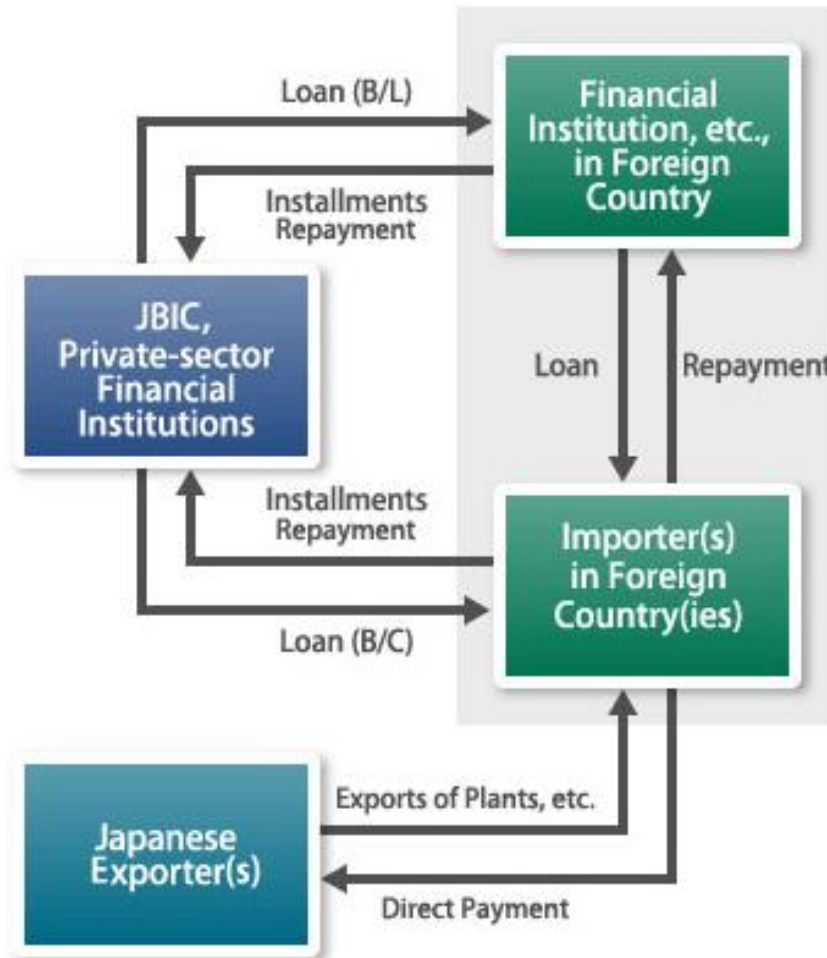 Loan (B/L)
Financial
Institution, etc.,
in Foreign
Country
Installments
Repayment
JBIC,
Private-sector
Financial
Institutions
Loan
Repayment
Installments
Repayment
Importer(s)
in Foreign
Country(ies)
Loan (B/C)
Exports of Plants, etc.
Japanese
Exporter(s)
Direct Payment